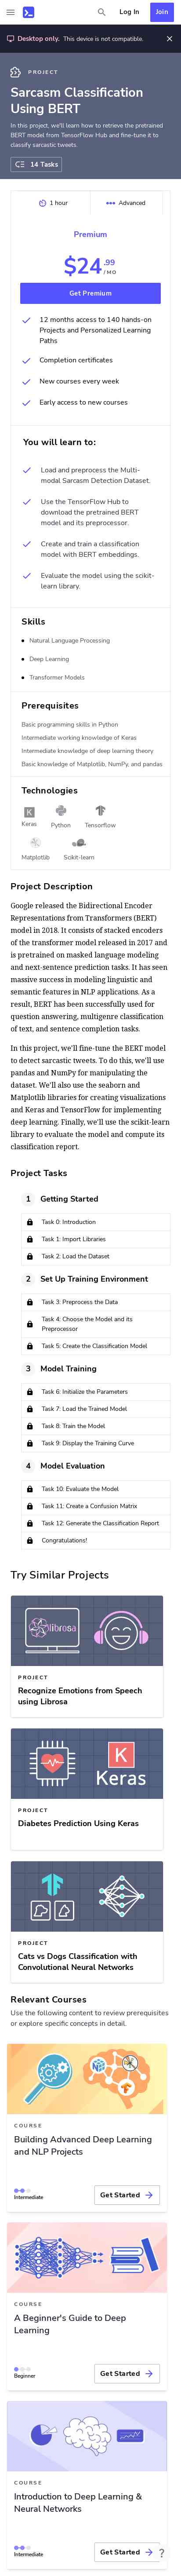 Log In
Join
Desktop only. This device is not compatible.
PROJECT
Sarcasm Classification
Using BERT
In this project, we'll learn how to retrieve the pretrained
BERT model from TensorFlow Hub and fine-tune it to
classify sarcastic tweets.
14 Tasks
1 hour
Advanced
Premium
$24.99
/ MO
Get Premium
12 months access to 140 hands-on
Projects and Personalized Learning
Paths
Completion certificates
New courses every week
Early access to new courses
You will learn to:
Load and preprocess the Multi-
modal Sarcasm Detection Dataset.
Use the TensorFlow Hub to
download the pretrained BERT
model and its preprocessor.
Create and train a classification
model with BERT embeddings.
Evaluate the model using the scikit-
learn library.
Skills
Natural Language Processing
Deep Learning
Transformer Models
Prerequisites
Basic programming skills in Python
Intermediate working knowledge of Keras
Intermediate knowledge of deep learning theory
Basic knowledge of Matplotlib, NumPy, and pandas
Technologies
Keras
Python
Tensorflow
Matplotlib
Scikit-learn
Project Description
Google released the Bidirectional Encoder
Representations from Transformers (BERT)
model in 2018. It consists of stacked encoders
of the transformer model released in 2017 and
is pretrained on masked language modeling
and next-sentence prediction tasks. It has seen
massive success in modeling linguistic and
semantic features in NLP applications. As a
result, BERT has been successfully used for
question answering, multigenre classification
of text, and sentence completion tasks.
In this project, we'll fine-tune the BERT model
to detect sarcastic tweets. To do this, we'll use
pandas and NumPy for manipulating the
dataset. We'll also use the seaborn and
Matplotlib libraries for creating visualizations
and Keras and TensorFlow for implementing
deep learning. Finally, we'll use the scikit-learn
library to evaluate the model and compute its
classification report.
Project Tasks
1 Getting Started
Task 0: Introduction
Task 1: Import Libraries
Task 2: Load the Dataset
2 Set Up Training Environment
Task 3: Preprocess the Data
Task 4: Choose the Model and its
Preprocessor
Task 5: Create the Classification Model
3 Model Training
Task 6: Initialize the Parameters
Task 7: Load the Trained Model
Task 8: Train the Model
Task 9: Display the Training Curve
4 Model Evaluation
Task 10: Evaluate the Model
Task 11: Create a Confusion Matrix
Task 12: Generate the Classification Report
Congratulations!
Try Similar Projects
librosa
PROJECT
Recognize Emotions from Speech
using Librosa
K
Keras
PROJECT
Diabetes Prediction Using Keras
PROJECT
Cats vs Dogs Classification with
Convolutional Neural Networks
Relevant Courses
Use the following content to review prerequisites
or explore specific concepts in detail.
COURSE
Building Advanced Deep Learning
and NLP Projects
Intermediate
Get Started
COURSE
A Beginner's Guide to Deep
Learning
Beginner
Get Started
COURSE
Introduction to Deep Learning &
Neural Networks
Intermediate
Get Started
?